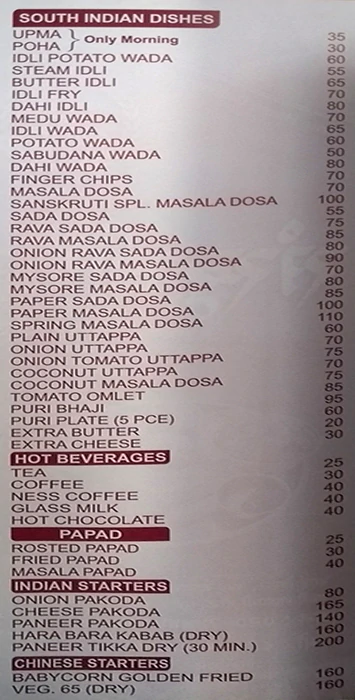 SOUTH INDIAN DISHES
UPMA } Only Morning 35
POHA 30
IDLI POTATO WADA 60
STEAM IDLI 55
BUTTER IDLI 65
IDLI FRY 70
DAHI IDLI 80
MEDU WADA 70
IDLI WADA 65
POTATO WADA 60
SABUDANA WADA 50
DAHI WADA 80
FINGER CHIPS 70
MASALA DOSA 70
SANSKRUTI SPL. MASALA DOSA 100
SADA DOSA 55
RAVA SADA DOSA 75
RAVA MASALA DOSA 85
ONION RAVA SADA DOSA 80
ONION RAVA MASALA DOSA 90
MYSORE SADA DOSA 70
MYSORE MASALA DOSA 80
PAPER SADA DOSA 85
PAPER MASALA DOSA 100
SPRING MASALA DOSA 110
PLAIN UTTAPPA 60
ONION UTTAPPA 70
ONION TOMATO UTTAPPA 75
COCONUT UTTAPPA 70
COCONUT MASALA DOSA 75
TOMATO OMLET 85
PURI BHAJI 95
PURI PLATE (5 PCE) 60
EXTRA BUTTER 20
EXTRA CHEESE 30
HOT BEVERAGES
TEA 25
COFFEE 30
NESS COFFEE 40
GLASS MILK 40
HOT CHOCOLATE 40
PAPAD
ROSTED PAPAD 25
FRIED PAPAD 30
MASALA PAPAD 40
INDIAN STARTERS
ONION PAKODA 80
CHEESE PAKODA 165
PANEER PAKODA 140
HARA BARA KABAB (DRY) 160
PANEER TIKKA DRY (30 MIN.) 200
CHINESE STARTERS
BABYCORN GOLDEN FRIED 160
VEG. 65 (DRY) 160